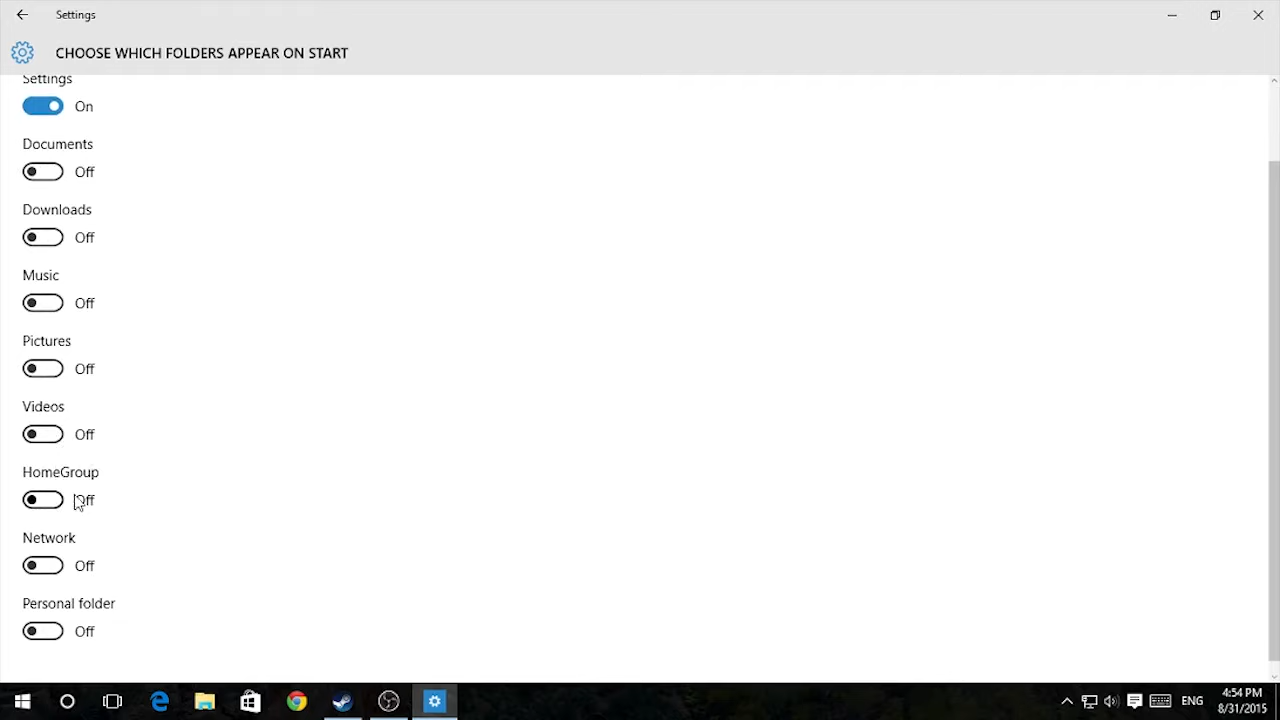 Settings
CHOOSE WHICH FOLDERS APPEAR ON START
Settings
On
Documents
Off
Downloads
Off
Music
Off
Pictures
Off
Videos
Off
HomeGroup
Off
Network
Off
Personal folder
Off
ENG
4:54 PM
8/31/2015